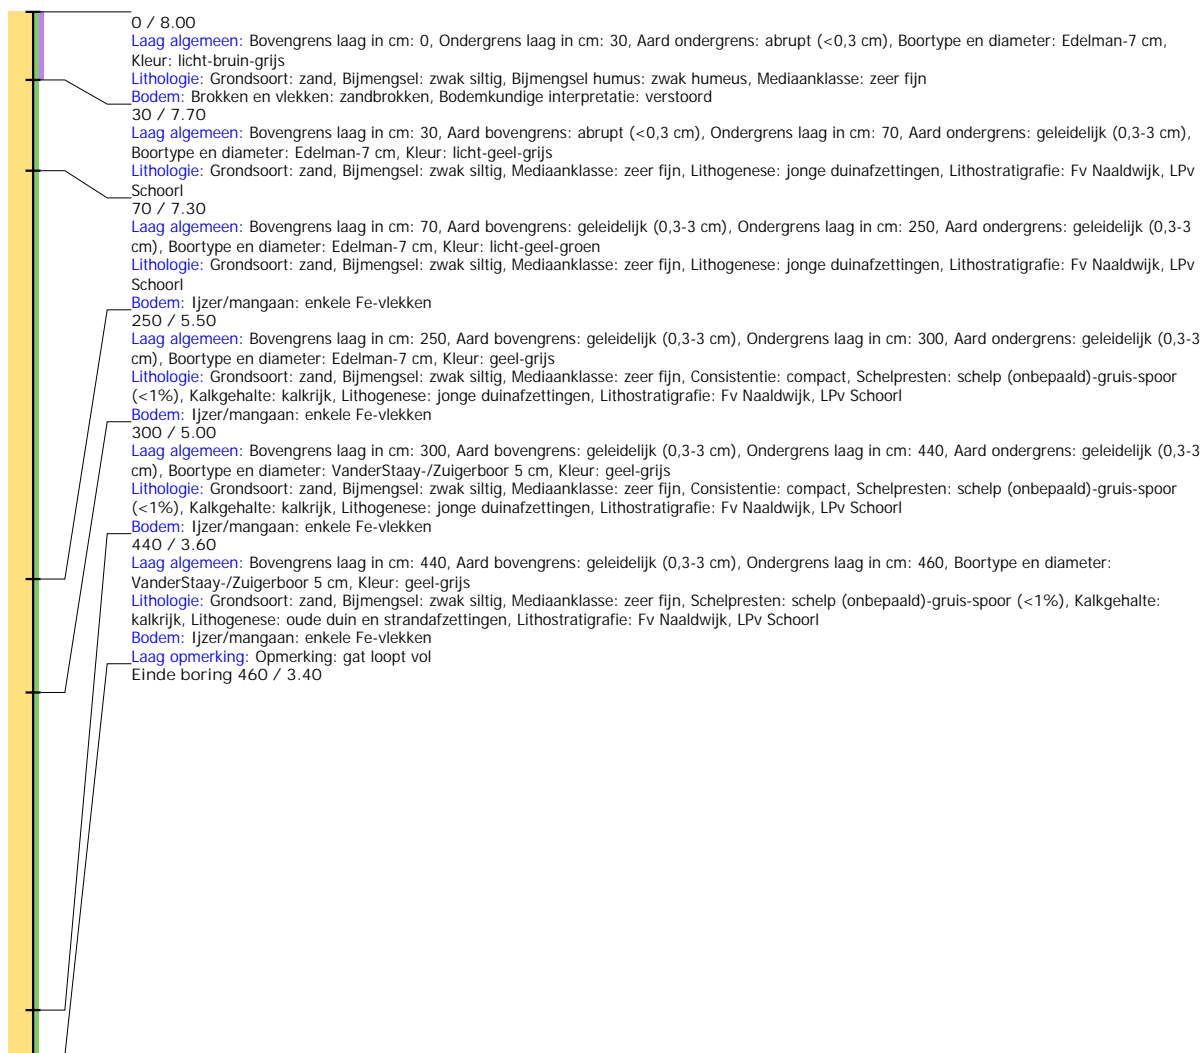 0 / 8.00
Laag algemeen: Bovengrens laag in cm: 0, Ondergrens laag in cm: 30, Aard ondergrens: abrupt (<0,3 cm), Boortype en diameter: Edelman-7 cm,
Kleur: licht-bruin-grijs
Lithologie: Grondsoort: zand, Bijmengsel: zwak siltig, Bijmengsel humus: zwak humeus, Mediaanklasse: zeer fijn
Bodem: Brokken en vlekken: zandbrokken, Bodemkundige interpretatie: verstoord
30 / 7.70
Laag algemeen: Bovengrens laag in cm: 30, Aard bovengrens: abrupt (<0,3 cm), Ondergrens laag in cm: 70, Aard ondergrens: geleidelijk (0,3-3 cm),
Boortype en diameter: Edelman-7 cm, Kleur: licht-geel-grijs
Lithologie: Grondsoort: zand, Bijmengsel: zwak siltig, Mediaanklasse: zeer fijn, Lithogenese: jonge duinafzettingen, Lithostratigrafie: Fv Naaldwijk, LPv
Schoorl
70 / 7.30
Laag algemeen: Bovengrens laag in cm: 70, Aard bovengrens: geleidelijk (0,3-3 cm), Ondergrens laag in cm: 250, Aard ondergrens: geleidelijk (0,3-3
cm), Boortype en diameter: Edelman-7 cm, Kleur: licht-geel-groen
Lithologie: Grondsoort: zand, Bijmengsel: zwak siltig, Mediaanklasse: zeer fijn, Lithogenese: jonge duinafzettingen, Lithostratigrafie: Fv Naaldwijk, LPv
Schoorl
Bodem: Ijzer/mangaan: enkele Fe-vlekken
250 / 5.50
Laag algemeen: Bovengrens laag in cm: 250, Aard bovengrens: geleidelijk (0,3-3 cm), Ondergrens laag in cm: 300, Aard ondergrens: geleidelijk (0,3-3
cm), Boortype en diameter: Edelman-7 cm, Kleur: geel-grijs
Lithologie: Grondsoort: zand, Bijmengsel: zwak siltig, Mediaanklasse: zeer fijn, Consistentie: compact, Schelpresten: schelp (onbepaald)-gruis-spoor
(<1%), Kalkgehalte: kalkrijk, Lithogenese: jonge duinafzettingen, Lithostratigrafie: Fv Naaldwijk, LPv Schoorl
Bodem: Ijzer/mangaan: enkele Fe-vlekken
300 / 5.00
Laag algemeen: Bovengrens laag in cm: 300, Aard bovengrens: geleidelijk (0,3-3 cm), Ondergrens laag in cm: 440, Aard ondergrens: geleidelijk (0,3-3
cm), Boortype en diameter: VanderStaay-/Zuigerboor 5 cm, Kleur: geel-grijs
Lithologie: Grondsoort: zand, Bijmengsel: zwak siltig, Mediaanklasse: zeer fijn, Consistentie: compact, Schelpresten: schelp (onbepaald)-gruis-spoor
(<1%), Kalkgehalte: kalkrijk, Lithogenese: jonge duinafzettingen, Lithostratigrafie: Fv Naaldwijk, LPv Schoorl
Bodem: Ijzer/mangaan: enkele Fe-vlekken
440 / 3.60
Laag algemeen: Bovengrens laag in cm: 440, Aard bovengrens: geleidelijk (0,3-3 cm), Ondergrens laag in cm: 460, Boortype en diameter:
VanderStaay-/Zuigerboor 5 cm, Kleur: geel-grijs
Lithologie: Grondsoort: zand, Bijmengsel: zwak siltig, Mediaanklasse: zeer fijn, Schelpresten: schelp (onbepaald)-gruis-spoor (<1%), Kalkgehalte:
kalkrijk, Lithogenese: oude duin en strandafzettingen, Lithostratigrafie: Fv Naaldwijk, LPv Schoorl
Bodem: Ijzer/mangaan: enkele Fe-vlekken
Laag opmerking: Opmerking: gat loopt vol
Einde boring 460 / 3.40